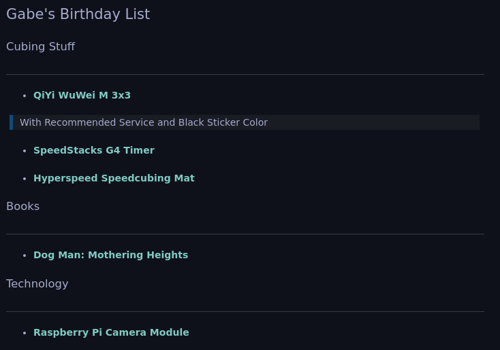 Gabe's Birthday List
Cubing Stuff
QiYi WuWei M 3x3
With Recommended Service and Black Sticker Color
SpeedStacks G4 Timer
Hyperspeed Speedcubing Mat
Books
Dog Man: Mothering Heights
Technology
Raspberry Pi Camera Module